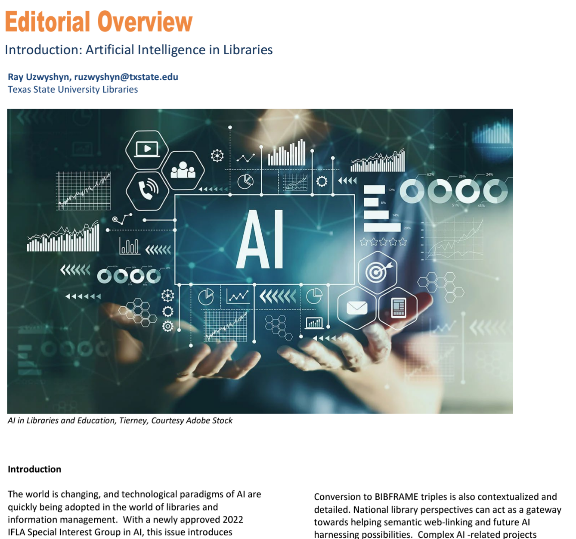 Editorial Overview
Introduction: Artificial Intelligence in Libraries
Ray Uzwyshyn, ruzwyshyn@txstate.edu
Texas State University Libraries
AI
AI in Libraries and Education, Tierney, Courtesy Adobe Stock
Introduction
The world is changing, and technological paradigms of AI are
quickly being adopted in the world of libraries and
information management.  With a newly approved 2022
IFLA Special Interest Group in AI, this issue introduces
Conversion to BIBFRAME triples is also contextualized and
detailed. National library perspectives can act as a gateway
towards helping semantic web-linking and future AI
harnessing possibilities.  Complex AI -related projects